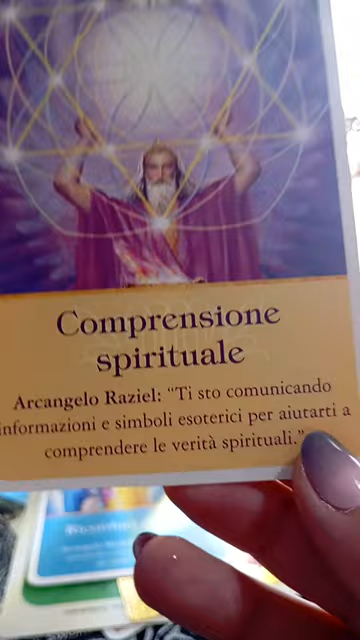 Comprensione
spirituale
Arcangelo Raziel: “Ti sto comunicando
informazioni e simboli esoterici per aiutarti a
comprendere le verità spirituali.”